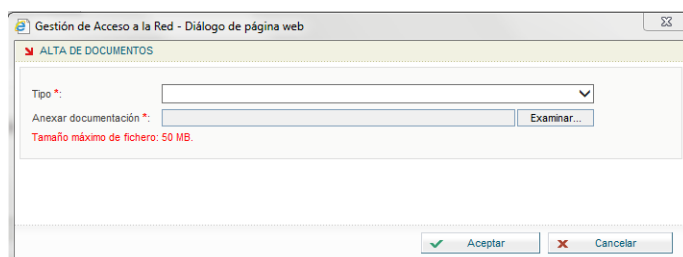 Gestión de Acceso a la Red - Diálogo de página web
ALTA DE DOCUMENTOS
Tipo *:
Anexar documentación *: Examinar...
Tamaño máximo de fichero: 50 MB.
Aceptar Cancelar